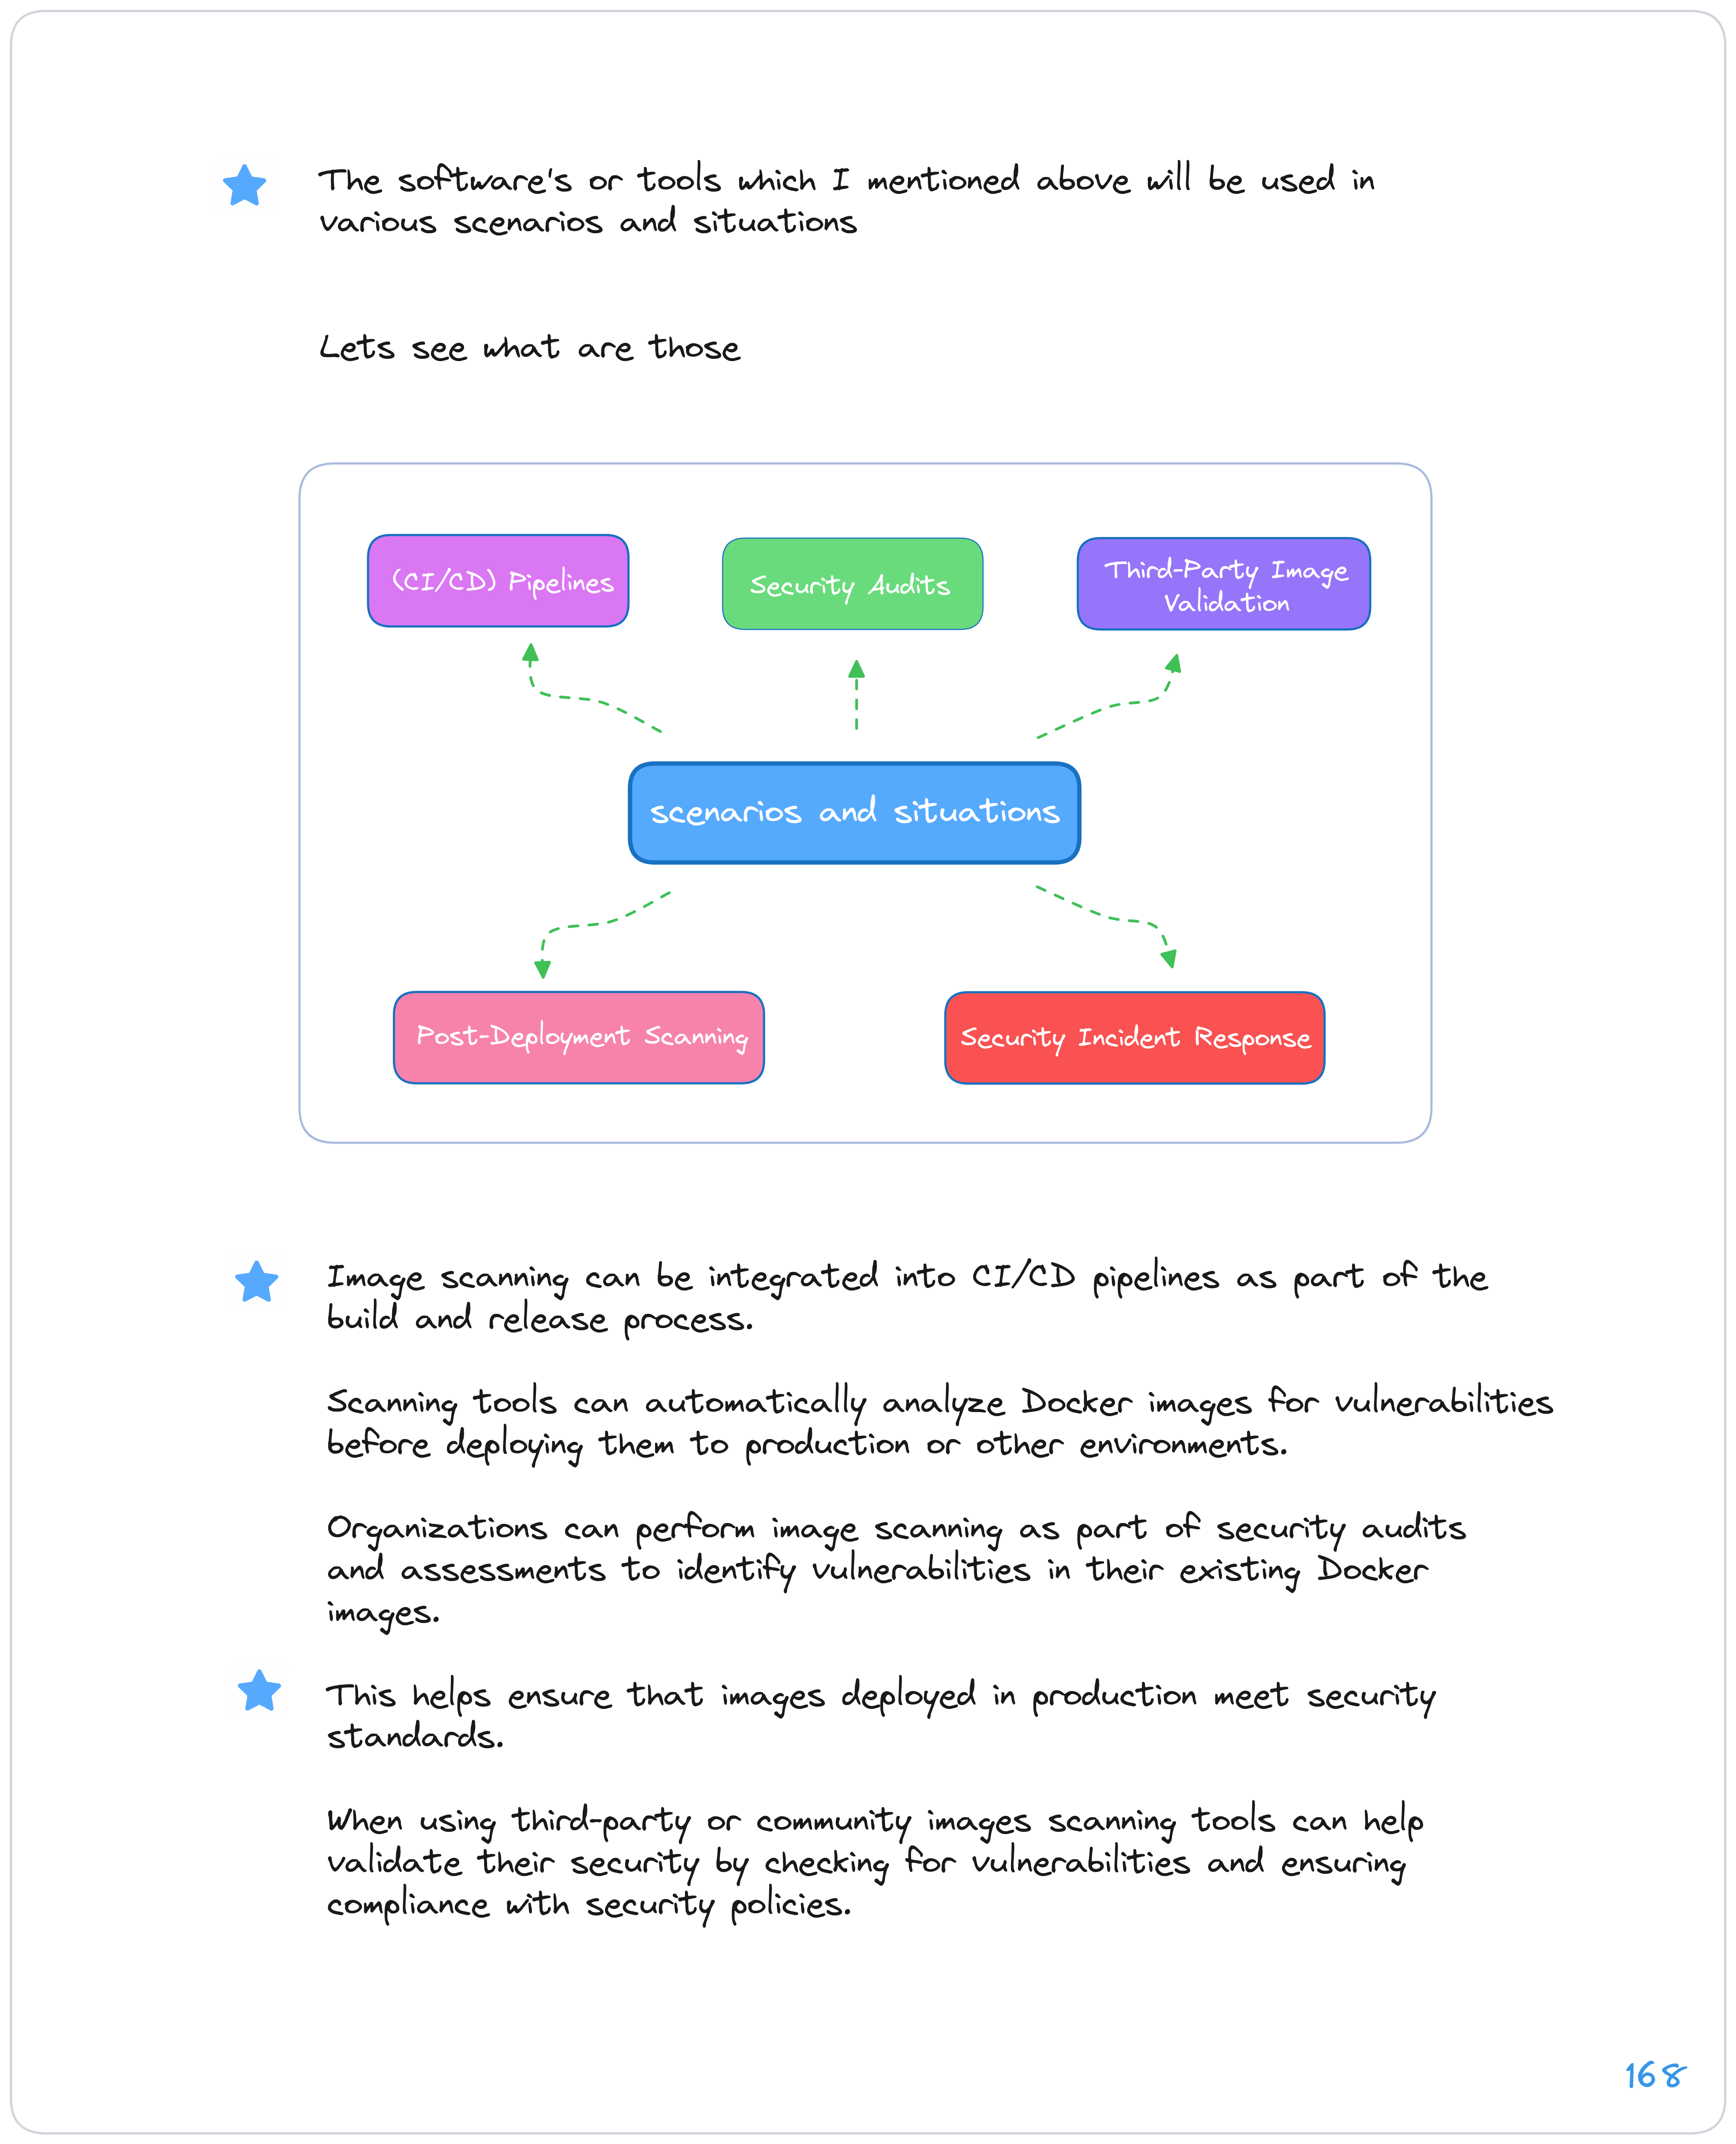 The software's or tools which I mentioned above will be used in
various scenarios and situations
Lets see what are those
(CI/CD) Pipelines
Security Audits
Third-Party Image
Validation
scenarios and situations
Post-Deployment Scanning
Security Incident Response
Image scanning can be integrated into CI/CD pipelines as part of the
build and release process.
Scanning tools can automatically analyze Docker images for vulnerabilities
before deploying them to production or other environments.
Organizations can perform image scanning as part of security audits
and assessments to identify vulnerabilities in their existing Docker
images.
This helps ensure that images deployed in production meet security
standards.
When using third-party or community images scanning tools can help
validate their security by checking for vulnerabilities and ensuring
compliance with security policies.
168